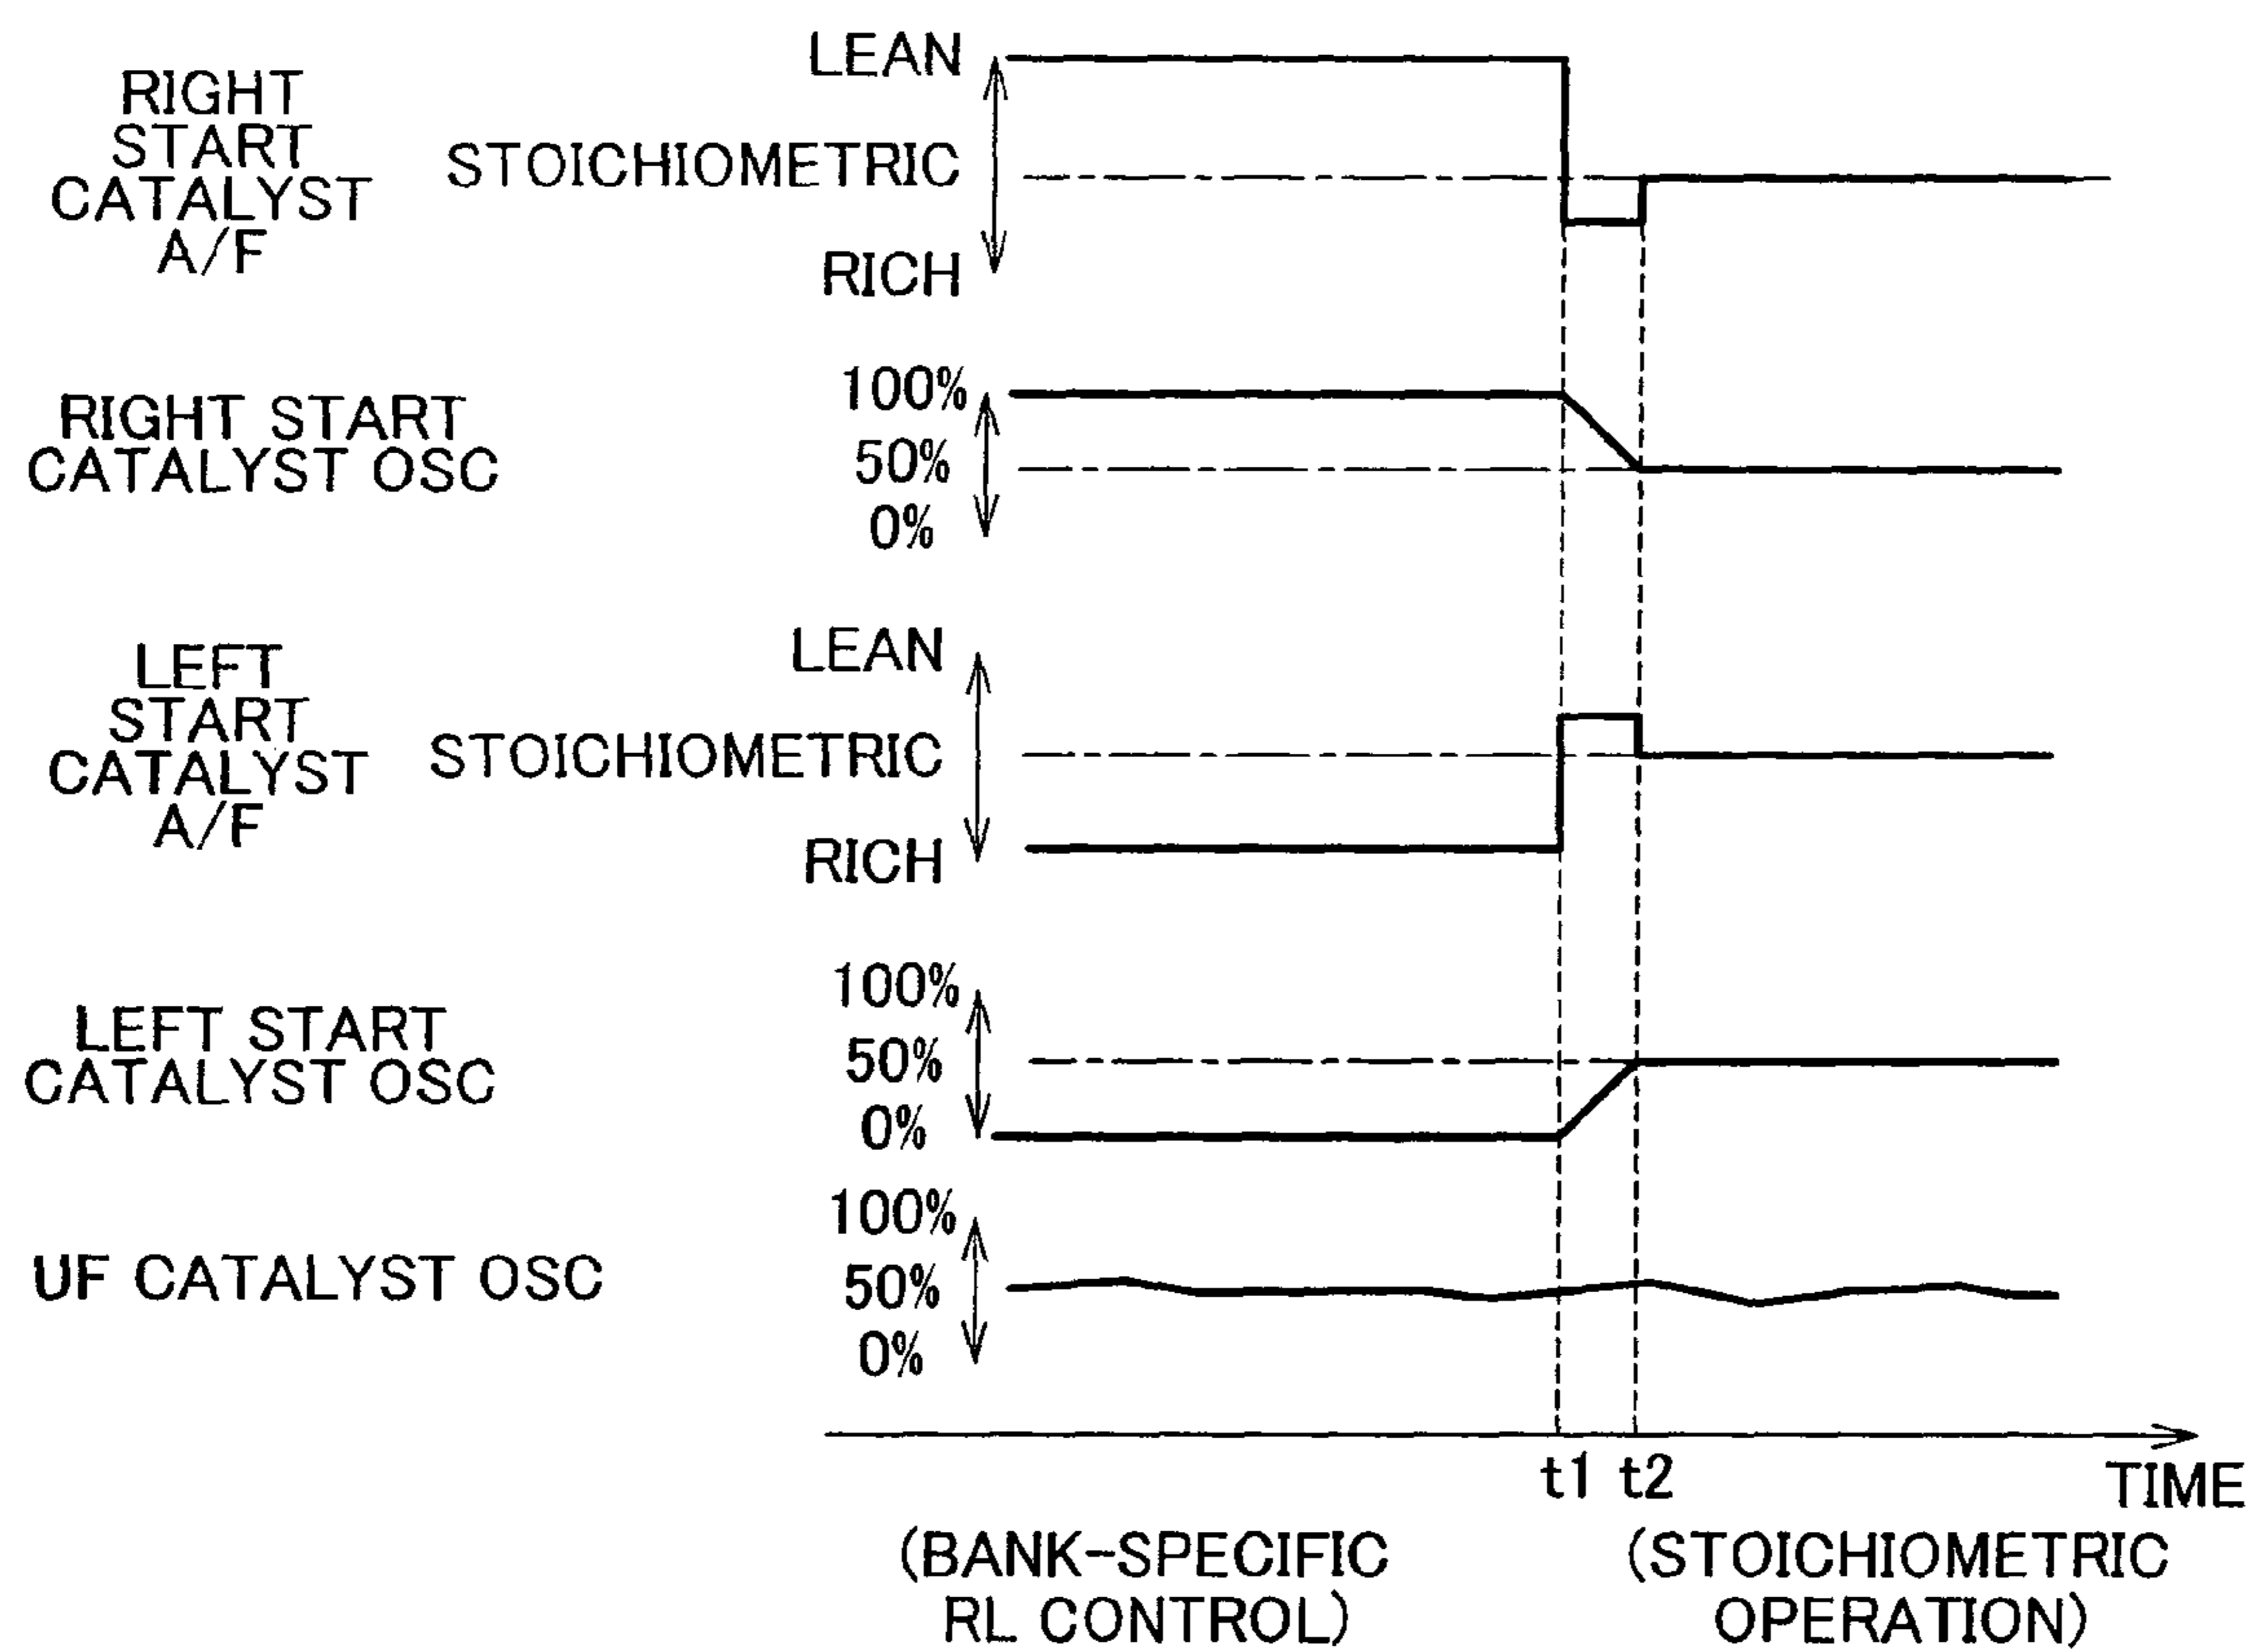 RIGHT
START
CATALYST
A/F
LEAN
STOICHIOMETRIC
RICH
RIGHT START
CATALYST OSC
100%
50%
0%
LEFT
START
CATALYST
A/F
LEAN
STOICHIOMETRIC
RICH
LEFT START
CATALYST OSC
100%
50%
0%
UF CATALYST OSC
100%
50%
0%
t1 t2
TIME
(BANK-SPECIFIC
RL CONTROL)
(STOICHIOMETRIC
OPERATION)